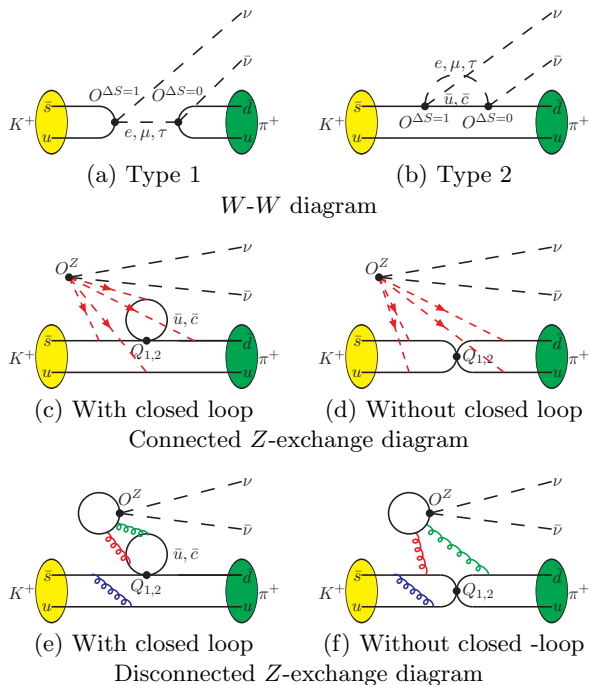 ν ν
e, μ, τ
ν̄ ν̄
O^{ΔS=1} O^{ΔS=0}
s̄ d̄ s̄ ū, c̄ d̄
K⁺ e, μ, τ π⁺ K⁺ π⁺
u u u O^{ΔS=1} O^{ΔS=0} u
(a) Type 1 (b) Type 2
W-W diagram
ν ν
O^Z O^Z
ν̄ ν̄
ū, c̄
s̄ d̄ s̄ d̄
K⁺ Q_{1,2} π⁺ K⁺ Q_{1,2} π⁺
u u u u
(c) With closed loop (d) Without closed loop
Connected Z-exchange diagram
ν ν
O^Z O^Z
ν̄ ν̄
ū, c̄
s̄ d̄ s̄ d̄
K⁺ Q_{1,2} π⁺ K⁺ Q_{1,2} π⁺
u u u u
(e) With closed loop (f) Without closed -loop
Disconnected Z-exchange diagram